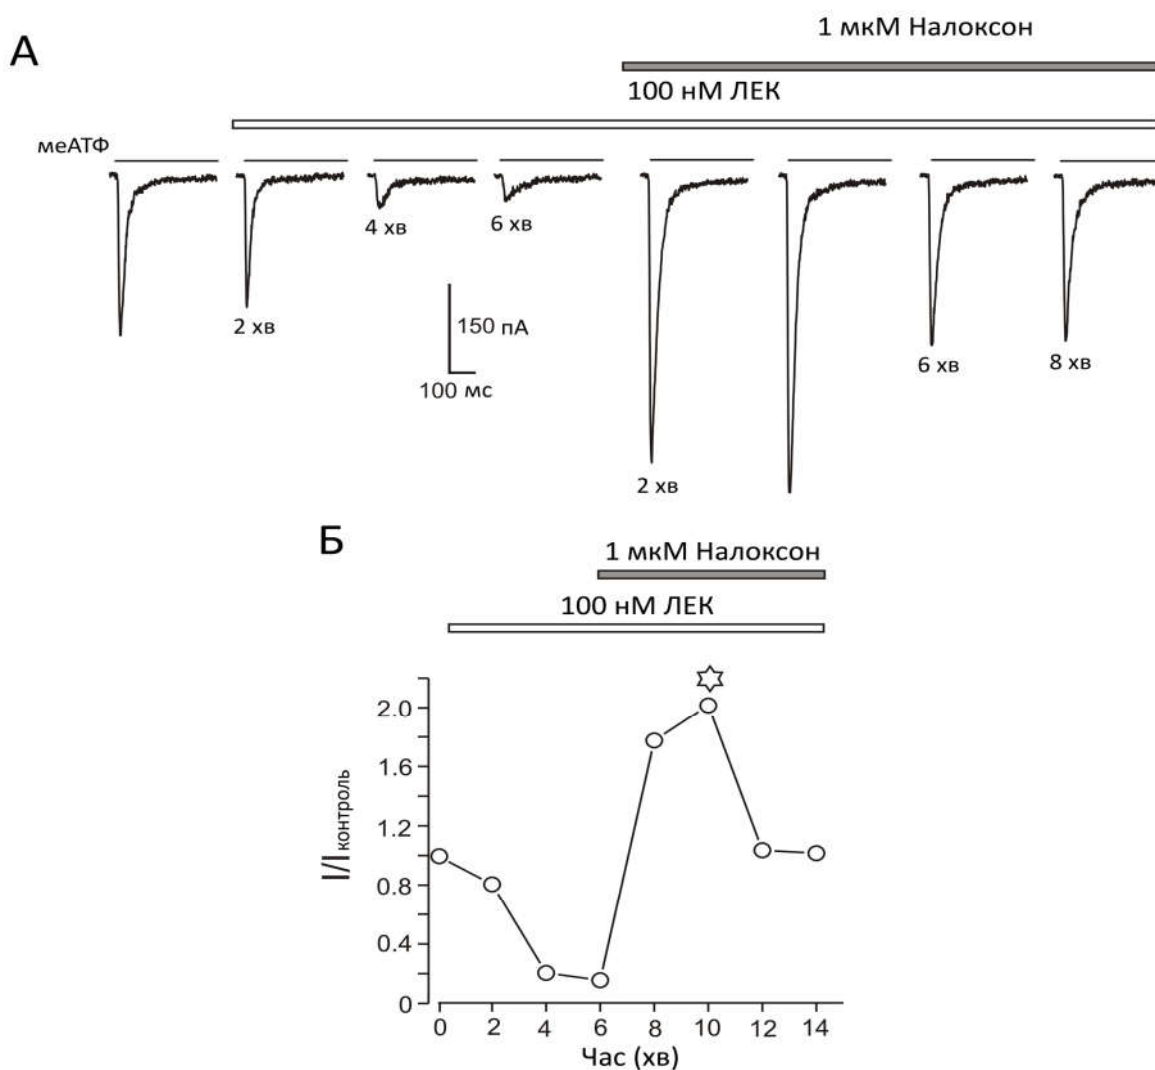 А
1 мкМ Налоксон
100 нМ ЛЕК
меАТФ
4 хв
6 хв
2 хв
150 пА
100 мс
6 хв
8 хв
2 хв
Б
1 мкМ Налоксон
100 нМ ЛЕК
I/I контроль
2.0
1.6
1.2
0.8
0.4
0
0 2 4 6 8 10 12 14
Час (хв)